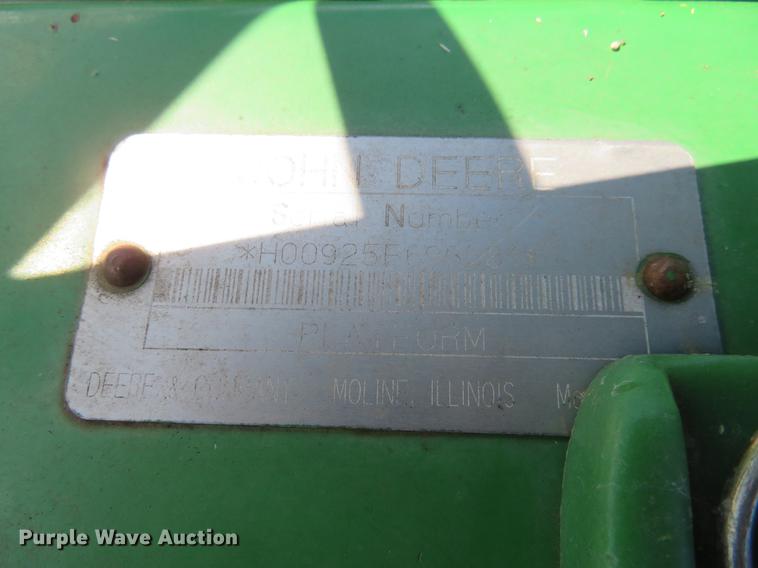 JOHN DEERE
Serial Number
PLATFORM
DEERE & COMPANY MOLINE, ILLINOIS
Purple Wave Auction